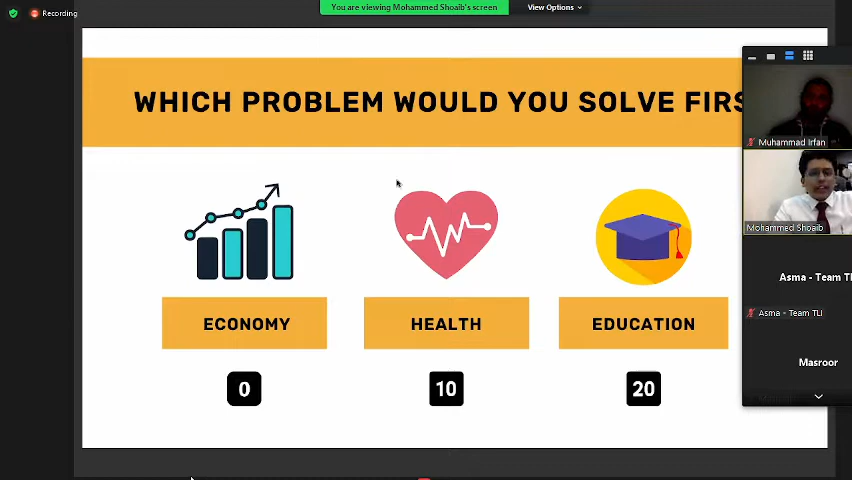 Recording
You are viewing Mohammed Shoaib's screen
View Options
WHICH PROBLEM WOULD YOU SOLVE FIRS
Muhammad Irfan
Mohammed Shoaib
Asma - Team TL
Asma - Team TLI
Masroor
ECONOMY
HEALTH
EDUCATION
0
10
20